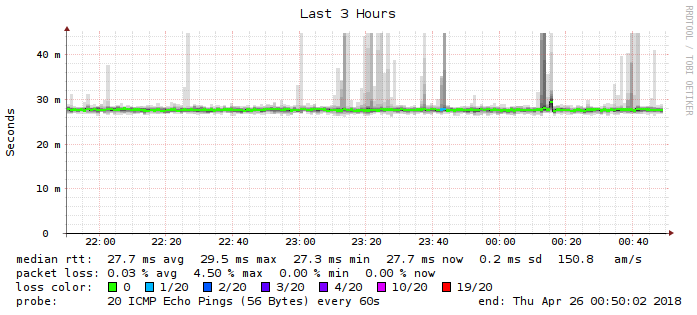 Last 3 Hours
RRDTOOL / TOBI OETIKER
Seconds
40 m
30 m
20 m
10 m
0
22:00 22:20 22:40 23:00 23:20 23:40 00:00 00:20 00:40
median rtt: 27.7 ms avg 29.5 ms max 27.3 ms min 27.7 ms now 0.2 ms sd 150.8 am/s
packet loss: 0.03 % avg 4.50 % max 0.00 % min 0.00 % now
loss color: 0 1/20 2/20 3/20 4/20 10/20 19/20
probe: 20 ICMP Echo Pings (56 Bytes) every 60s end: Thu Apr 26 00:50:02 2018